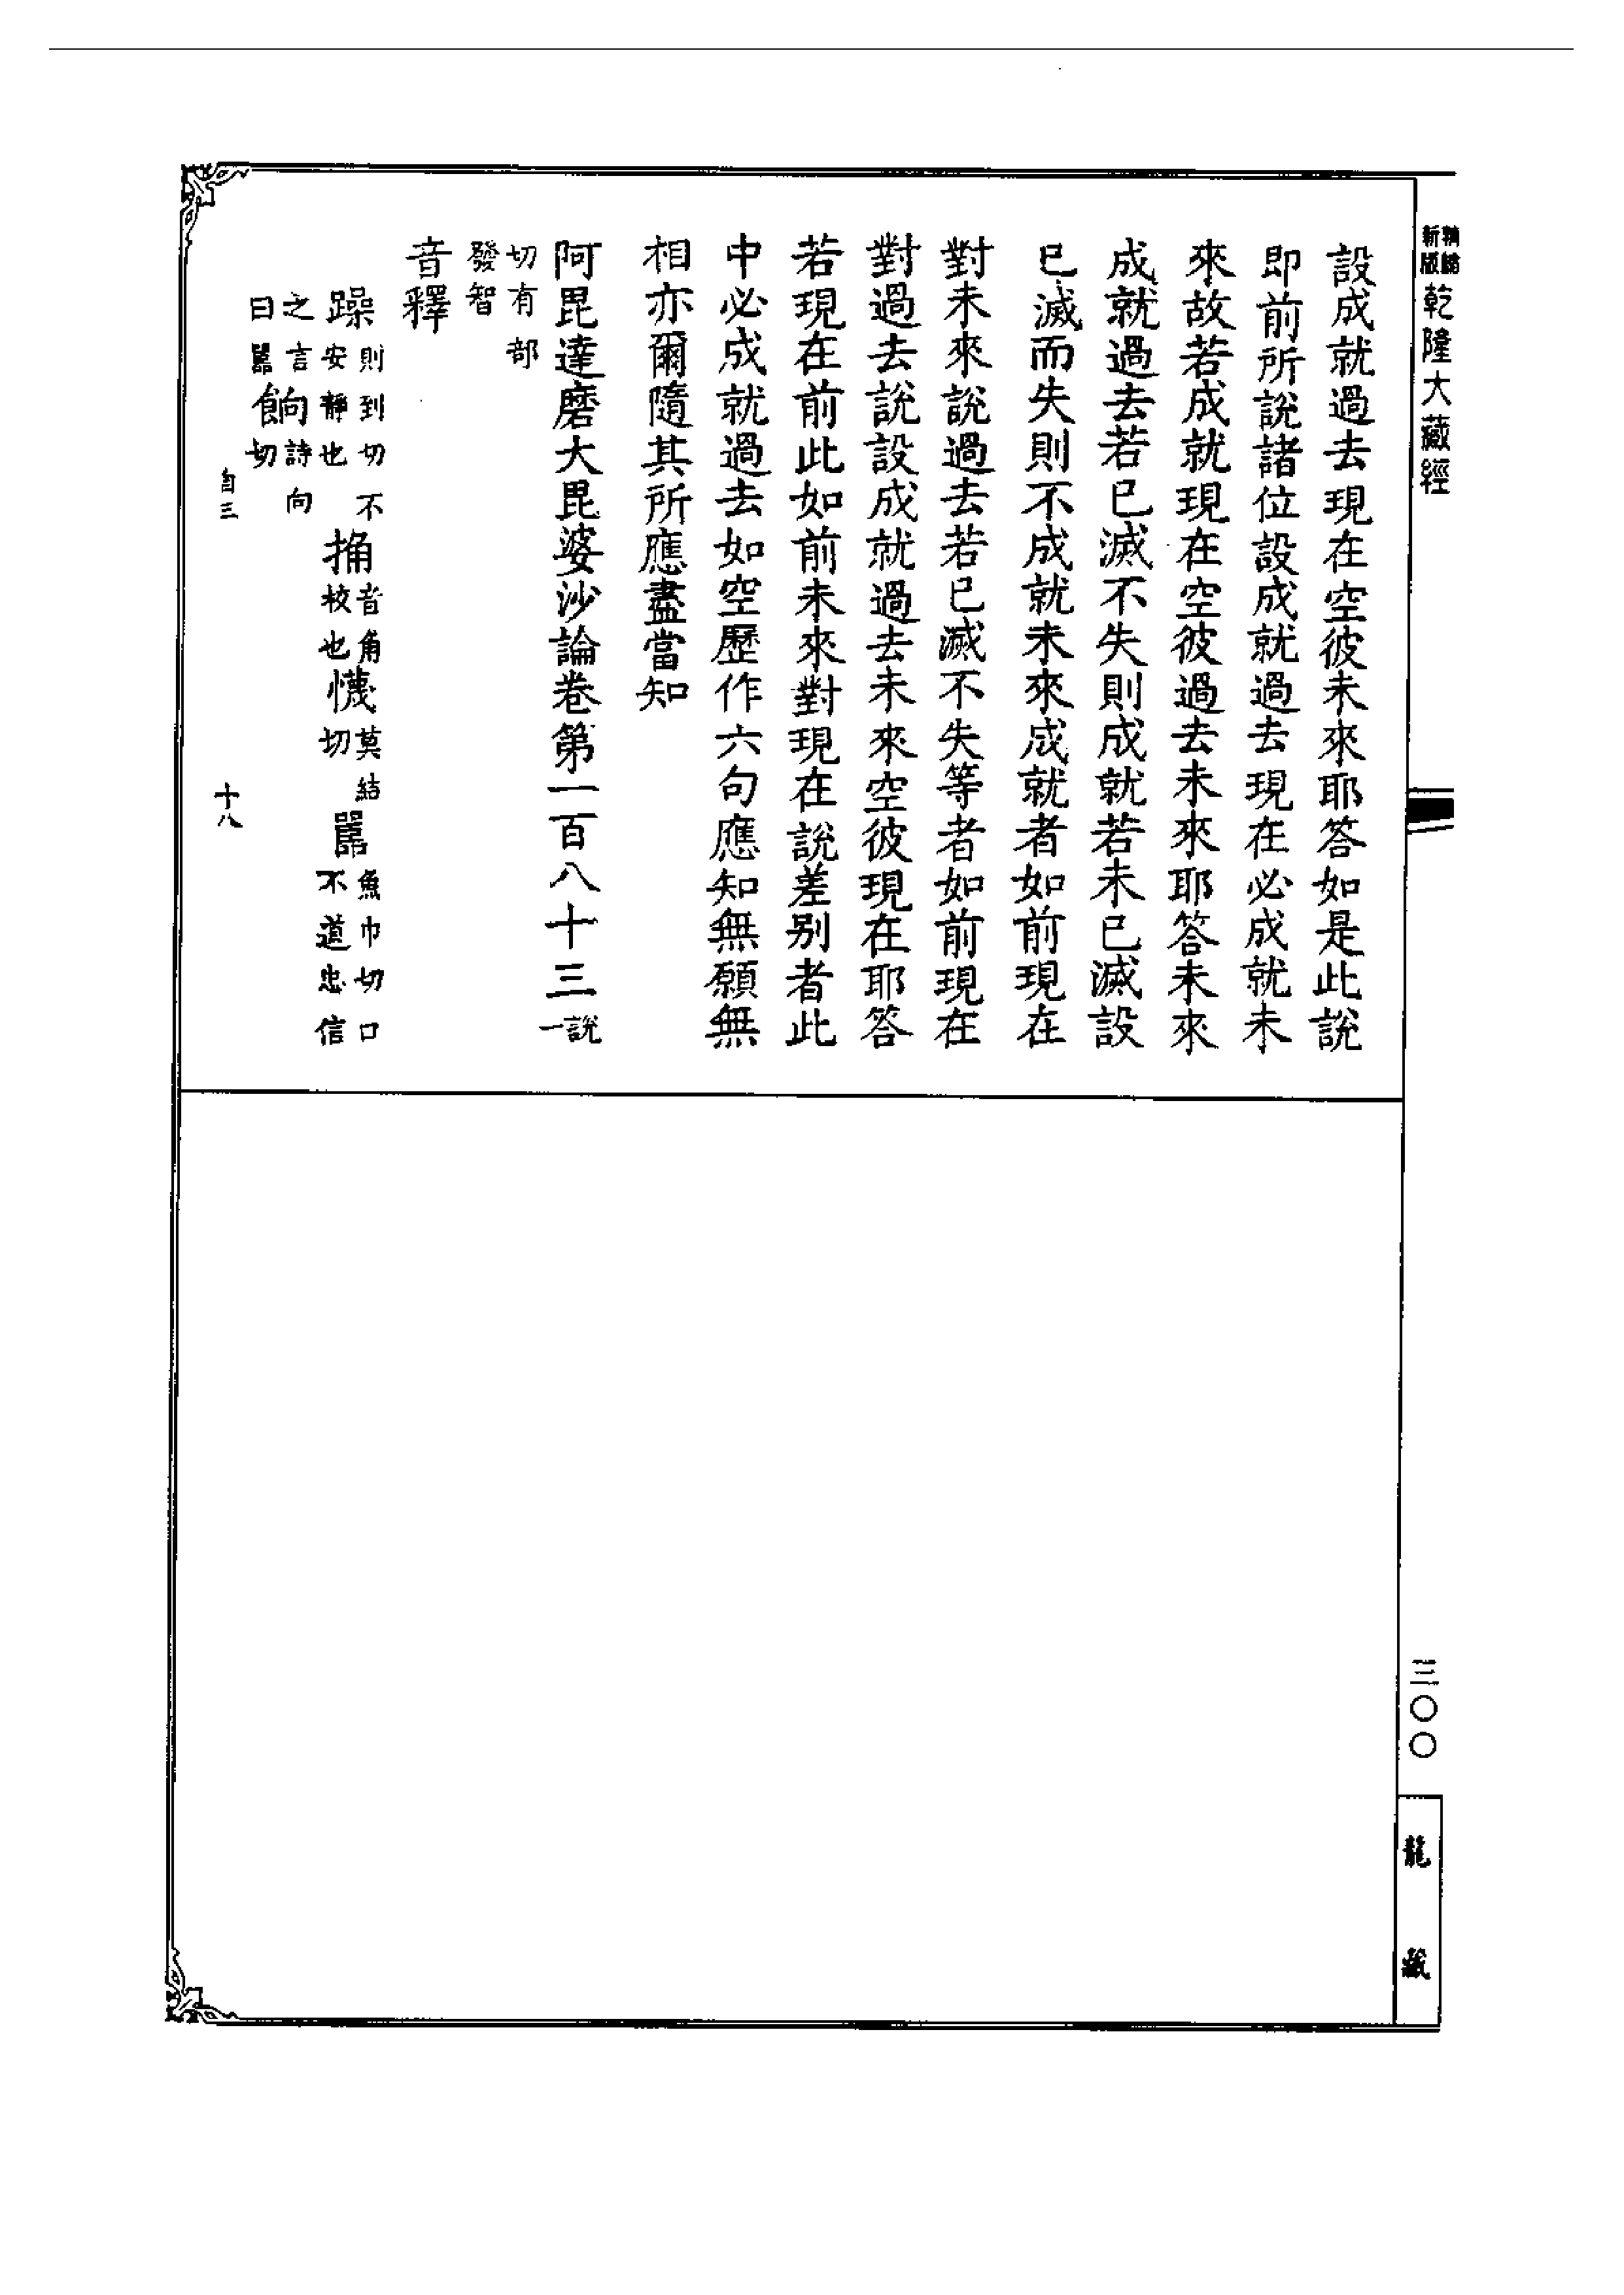 新版精縮乾隆大藏經
設成就過去現在空彼未來耶答如是此說
即前所說諸位設成就過去現在必成就未
來故若成就現在空彼過去未來耶答未來
成就過去若已滅不失則成就若未已滅設
已滅而失則不成就未來成就者如前現在
對未來說過去若已滅不失等者如前現在
對過去說設成就過去未來空彼現在耶答
若現在前此如前未來對現在說差別者此
中必成就過去如空歷作六句應知無願無
相亦爾隨其所應盡當知
阿毘達磨大毘婆沙論卷第一百八十三說一
切有部
發智
音釋
躁則到切不安靜也 捔音角校也 懱莫結切 嚚魚巾切口不道忠信
之言曰嚚 餉詩向切
自三
十八
三〇〇
龍藏